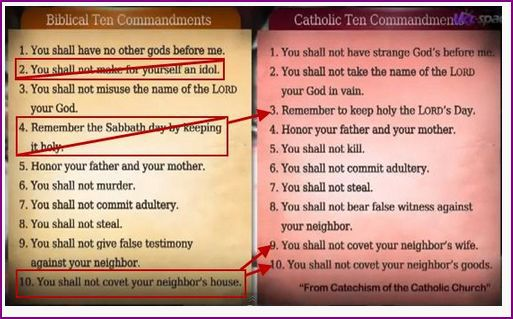 Biblical Ten Commandments
1. You shall have no other gods before me.
2. You shall not make for yourself an idol.
3. You shall not misuse the name of the LORD
your God.
4. Remember the Sabbath day by keeping
it holy.
5. Honor your father and your mother.
6. You shall not murder.
7. You shall not commit adultery.
8. You shall not steal.
9. You shall not give false testimony
against your neighbor.
10. You shall not covet your neighbor's house.
Catholic Ten Commandments
1. You shall not have strange God's before me.
2. You shall not take the name of the LORD
your God in vain.
3. Remember to keep holy the LORD's Day.
4. Honor your father and your mother.
5. You shall not kill.
6. You shall not commit adultery.
7. You shall not steal.
8. You shall not bear false witness against
your neighbor.
9. You shall not covet your neighbor's wife.
10. You shall not covet your neighbor's goods.
"From Catechism of the Catholic Church"